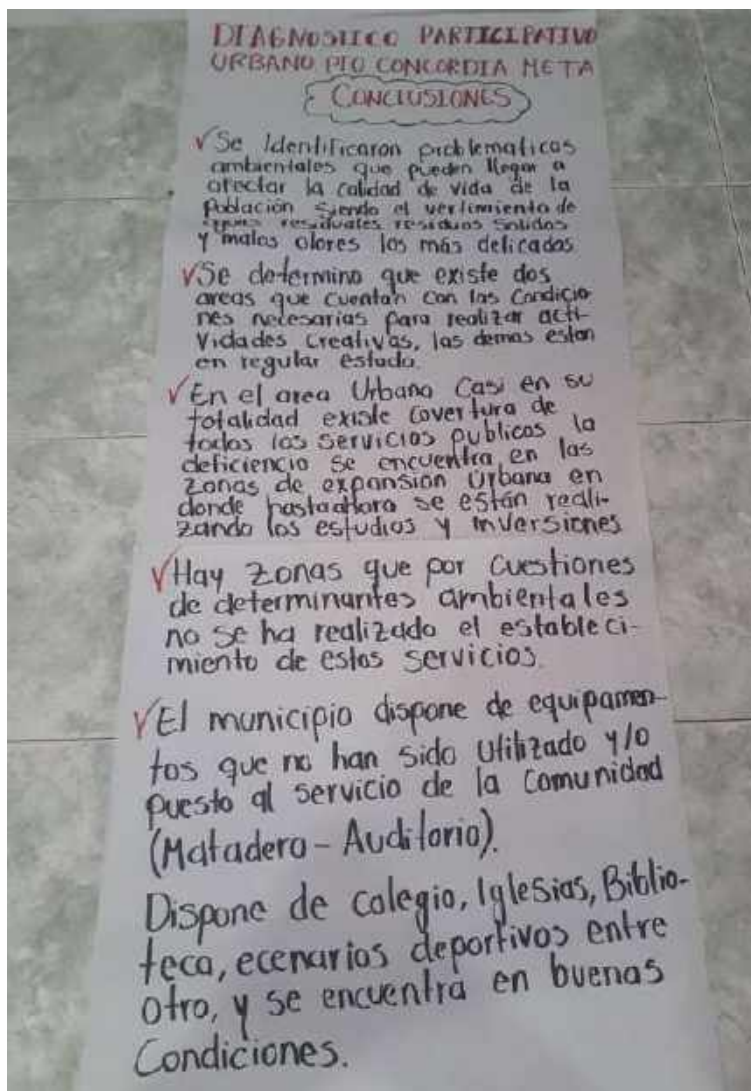 DIAGNOSTICO PARTICIPATIVO
URBANO PTO CONCORDIA META
CONCLUSIONES
✓ Se Identificaron problematicas
ambientales que pueden llegar a
afectar la calidad de vida de la
Población siendo el vertimiento de
aguas residuales residuos solidos
y malos olores los más delicados
✓ Se determino que existe dos
areas que cuentan con las Condicio-
nes necesarias para realizar acti-
vidades creativas, las demas estan
en regular estado.
✓ En el area Urbana Casi en su
totalidad existe covertura de
todos los servicios publicos la
deficiencia se encuentra en las
zonas de expansión Urbana en
donde hasta ahora se están reali-
zando los estudios y inversiones
✓ Hay zonas que por cuestiones
de determinantes ambientales
no se ha realizado el estableci-
miento de estos servicios.
✓ El municipio dispone de equipamen-
tos que no han sido utilizado y/o
puesto al servicio de la comunidad
(Matadero - Auditorio).
Dispone de colegio, Iglesias, Biblio-
teca, ecenarios deportivos entre
otro, y se encuentra en buenas
Condiciones.